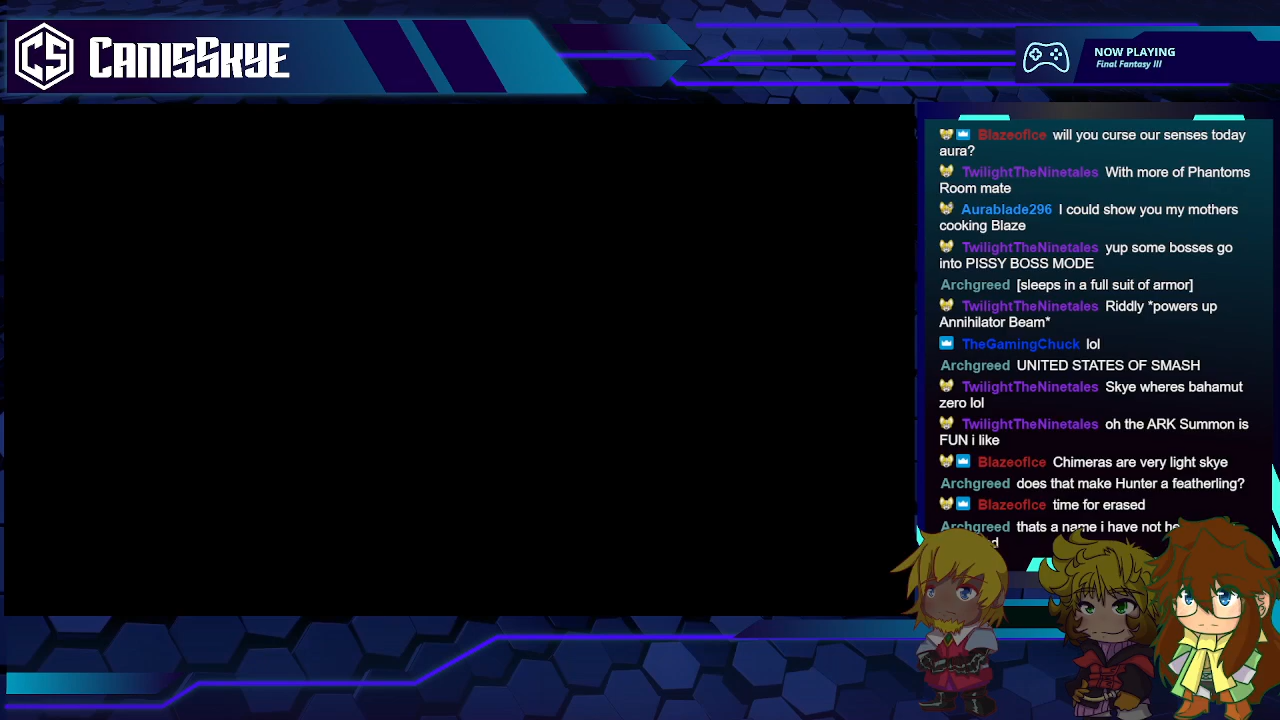 CS CANISSKYE
NOW PLAYING
Final Fantasy III
BlazeofIce will you curse our senses today
aura?
TwilightTheNinetales With more of Phantoms
Room mate
Aurablade296 I could show you my mothers
cooking Blaze
TwilightTheNinetales yup some bosses go
into PISSY BOSS MODE
Archgreed [sleeps in a full suit of armor]
TwilightTheNinetales Riddly *powers up
Annihilator Beam*
TheGamingChuck lol
Archgreed UNITED STATES OF SMASH
TwilightTheNinetales Skye wheres bahamut
zero lol
TwilightTheNinetales oh the ARK Summon is
FUN i like
BlazeofIce Chimeras are very light skye
Archgreed does that make Hunter a featherling?
BlazeofIce time for erased
Archgreed thats a name i have not